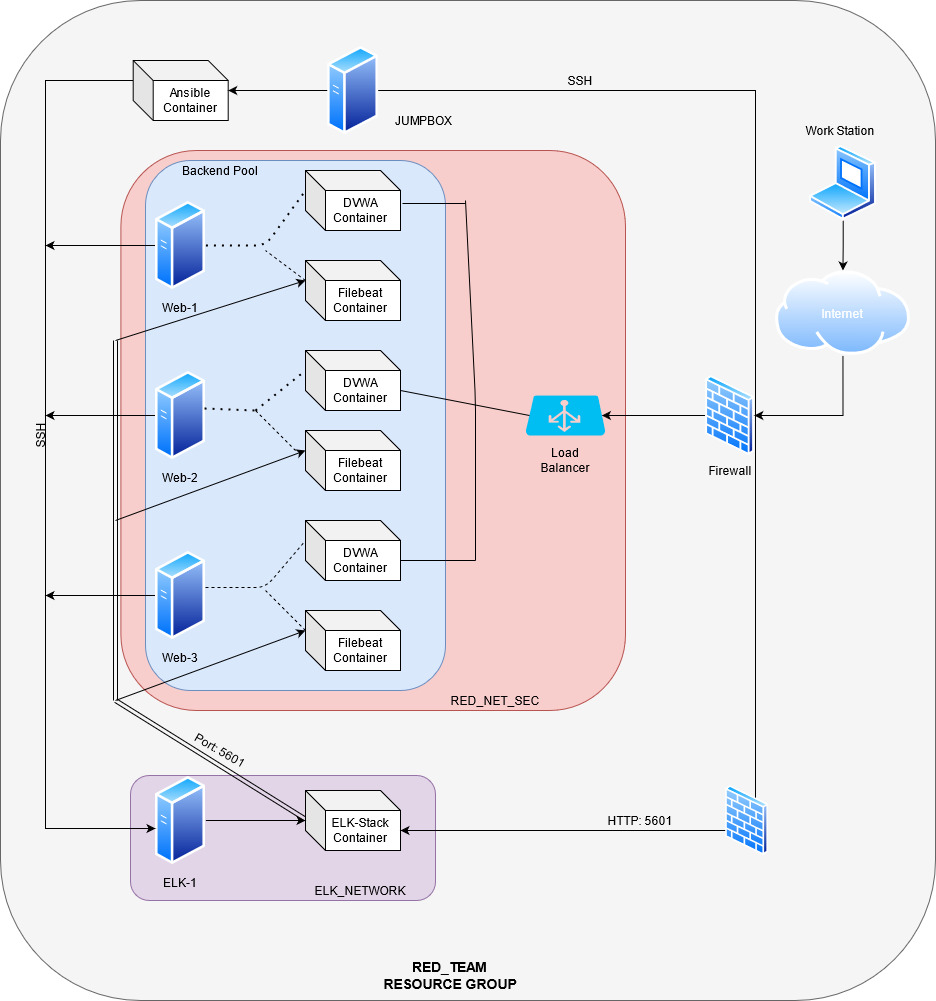 SSH
Ansible
Container
JUMPBOX
Work Station
Backend Pool
DVWA
Container
Web-1
Filebeat
Container
Internet
DVWA
Container
SSH
Web-2
Filebeat
Container
Load
Balancer
Firewall
DVWA
Container
Web-3
Filebeat
Container
RED_NET_SEC
Port: 5601
ELK-Stack
Container
HTTP: 5601
ELK-1
ELK_NETWORK
RED_TEAM
RESOURCE GROUP